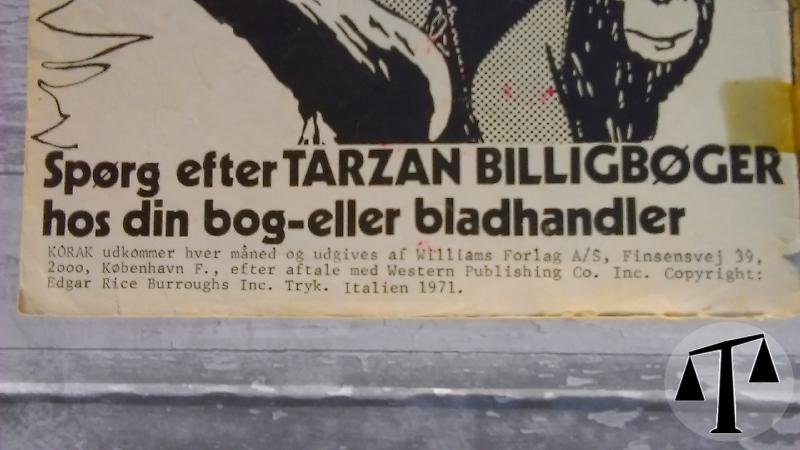 Spørg efter TARZAN BILLIGBØGER
hos din bog-eller bladhandler
KORAK udkommer hver måned og udgives af Williams Forlag A/S, Finsensvej 39,
2ooo, København F., efter aftale med Western Publishing Co. Inc. Copyright:
Edgar Rice Burroughs Inc. Tryk. Italien 1971.